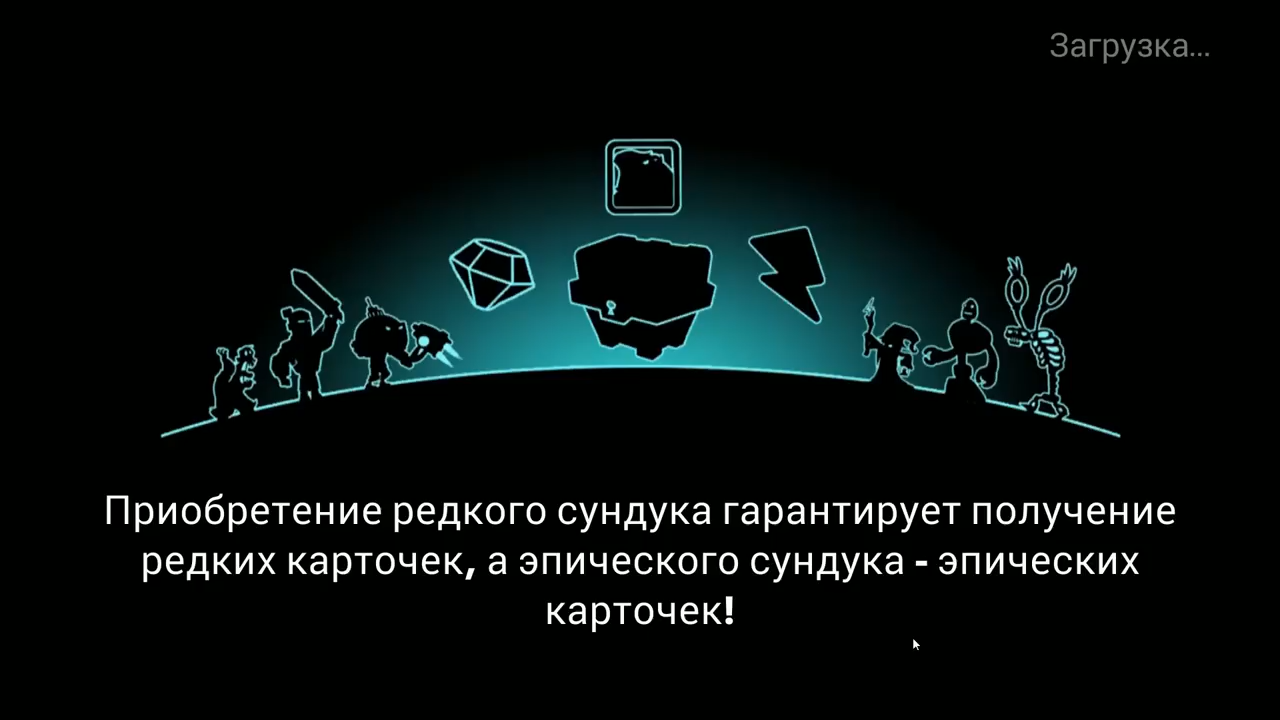 Загрузка...
Приобретение редкого сундука гарантирует получение
редких карточек, а эпического сундука - эпических
карточек!